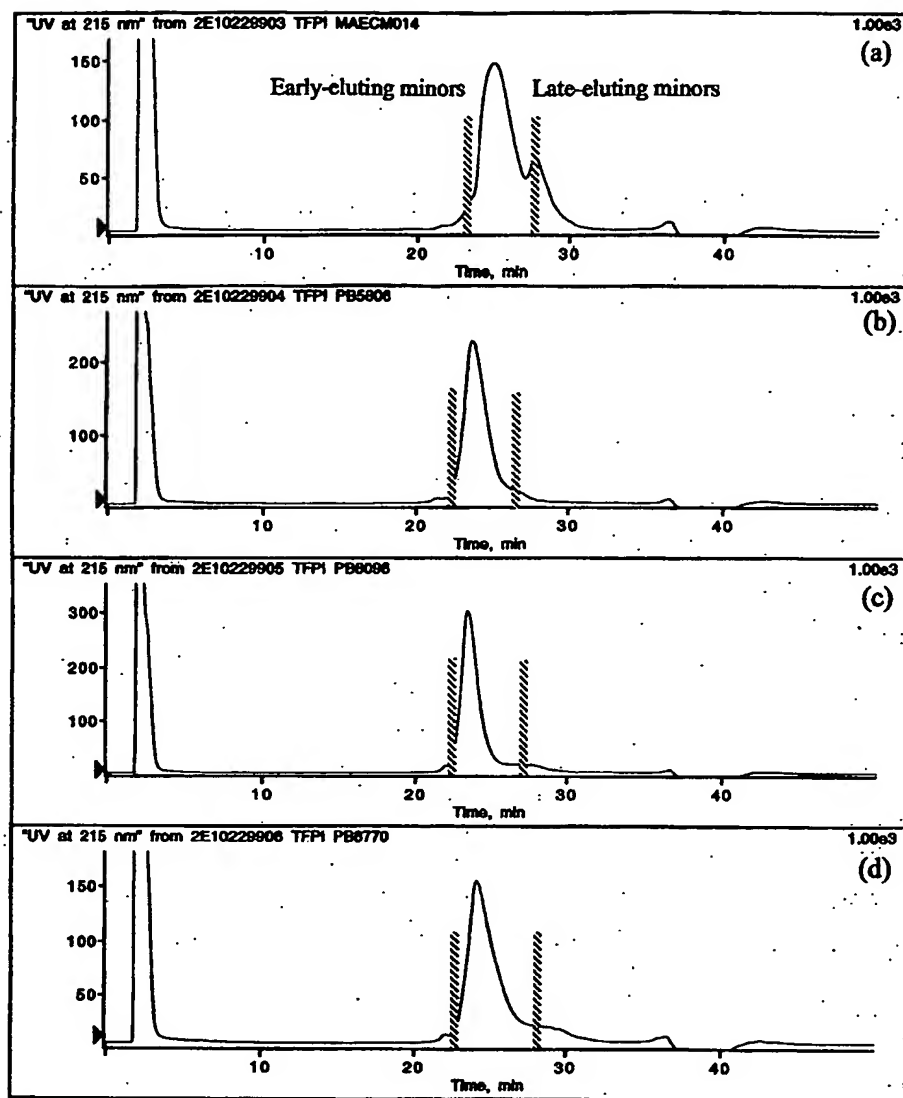 "UV at 215 nm" from 2E10229903 TFPI MAECM014 1.00e3
(a)
150
Early-eluting minors Late-eluting minors
100
50
10 20 30 40
Time, min
"UV at 215 nm" from 2E10229904 TFPI PB5806 1.00e3
(b)
200
100
10 20 30 40
Time, min
"UV at 215 nm" from 2E10229905 TFPI PB6096 1.00e3
(c)
300
200
100
10 20 30 40
Time, min
"UV at 215 nm" from 2E10229906 TFPI PB6770 1.00e3
(d)
150
100
50
10 20 30 40
Time, min